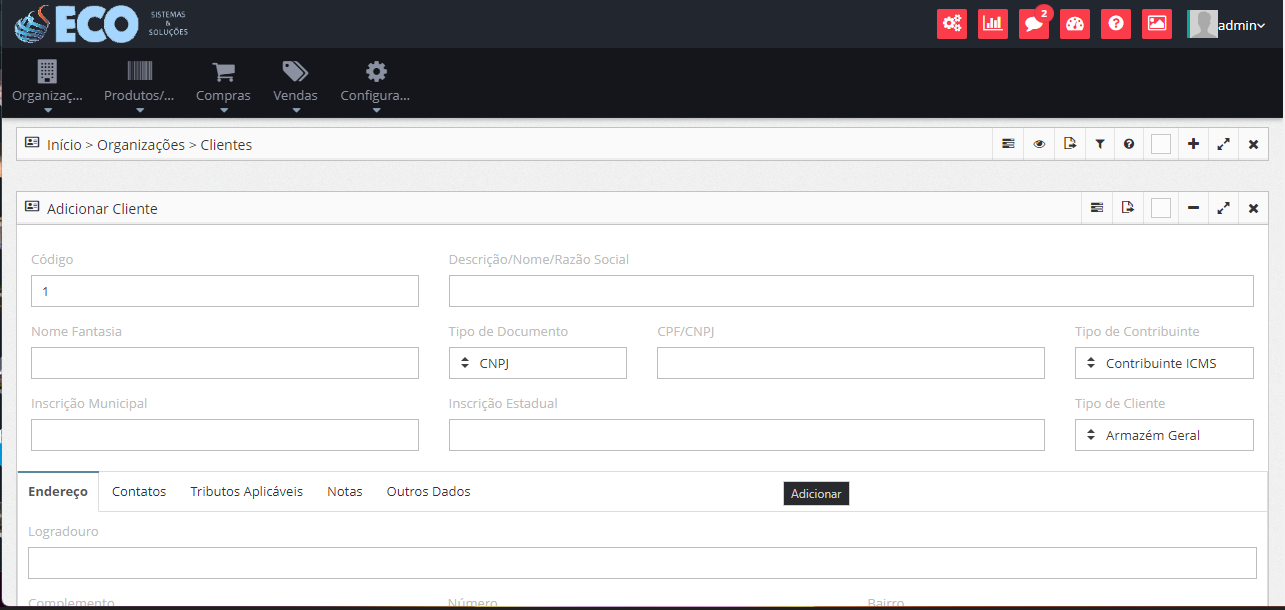 ECO SISTEMAS & SOLUÇÕES
2
admin
Organizaç...
Produtos/...
Compras
Vendas
Configura...
Início > Organizações > Clientes
Adicionar Cliente
Código
Descrição/Nome/Razão Social
1
Nome Fantasia
Tipo de Documento
CPF/CNPJ
Tipo de Contribuinte
CNPJ
Contribuinte ICMS
Inscrição Municipal
Inscrição Estadual
Tipo de Cliente
Armazém Geral
Endereço
Contatos
Tributos Aplicáveis
Notas
Outros Dados
Adicionar
Logradouro
Complemento
Número
Bairro